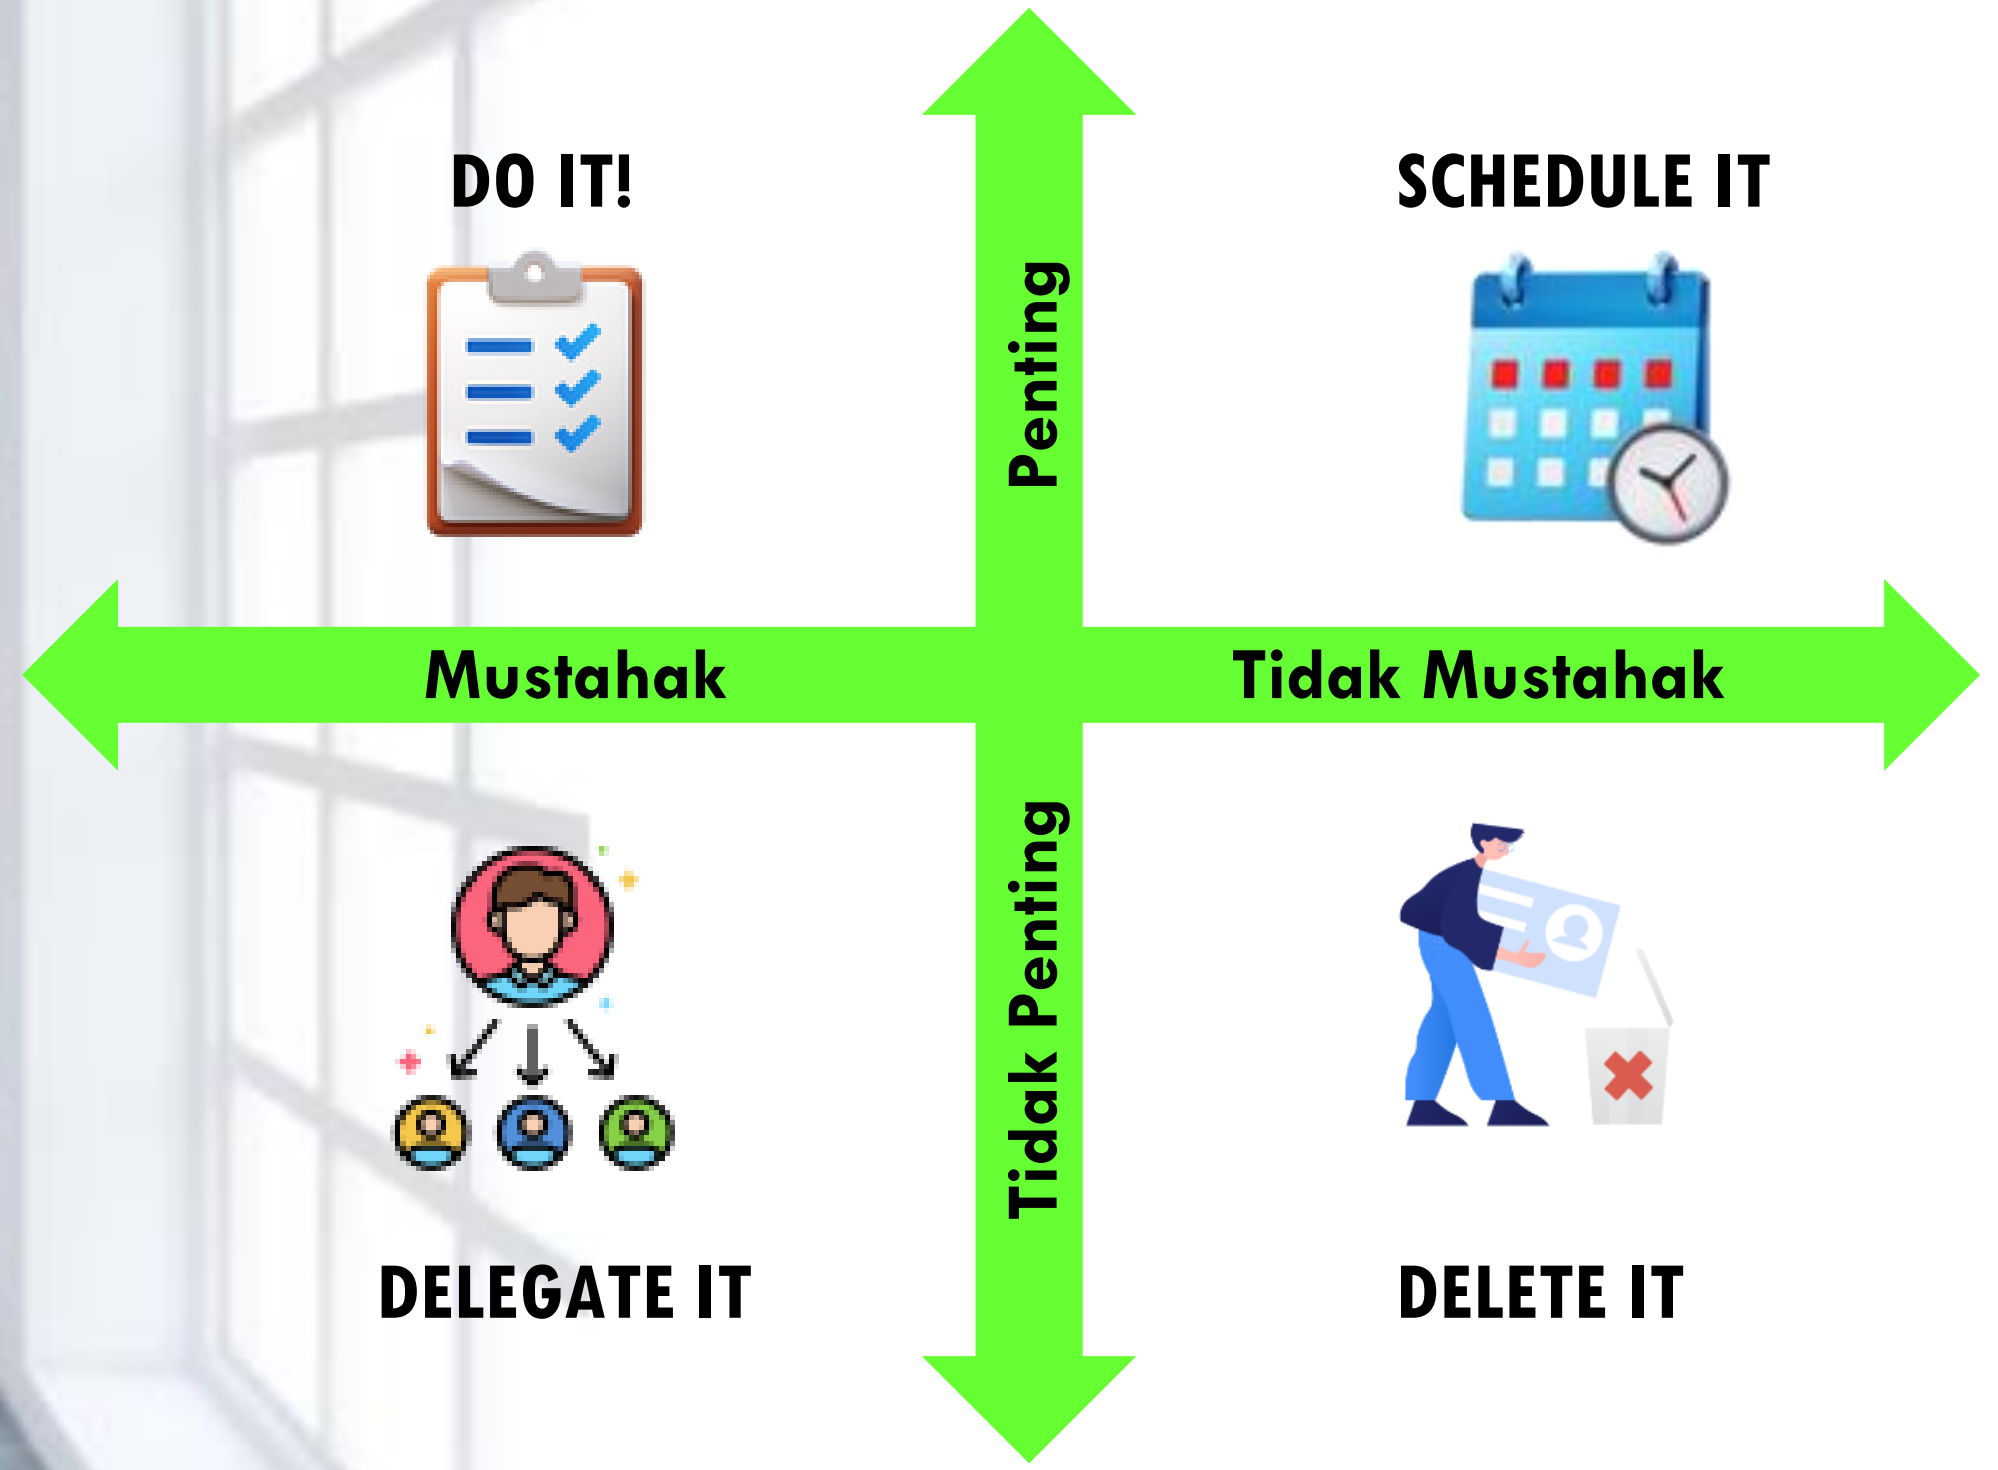 DO IT!
SCHEDULE IT
Penting
Mustahak
Tidak Mustahak
Tidak Penting
DELEGATE IT
DELETE IT